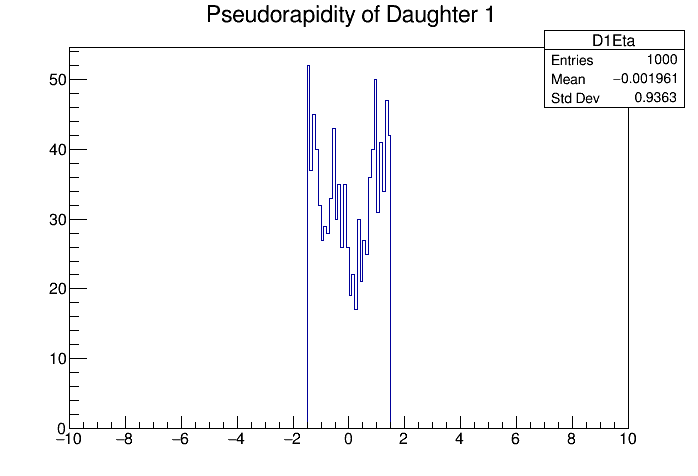 Pseudorapidity of Daughter 1
D1Eta
Entries 1000
Mean −0.001961
Std Dev 0.9363
50
40
30
20
10
0
−10 −8 −6 −4 −2 0 2 4 6 8 10